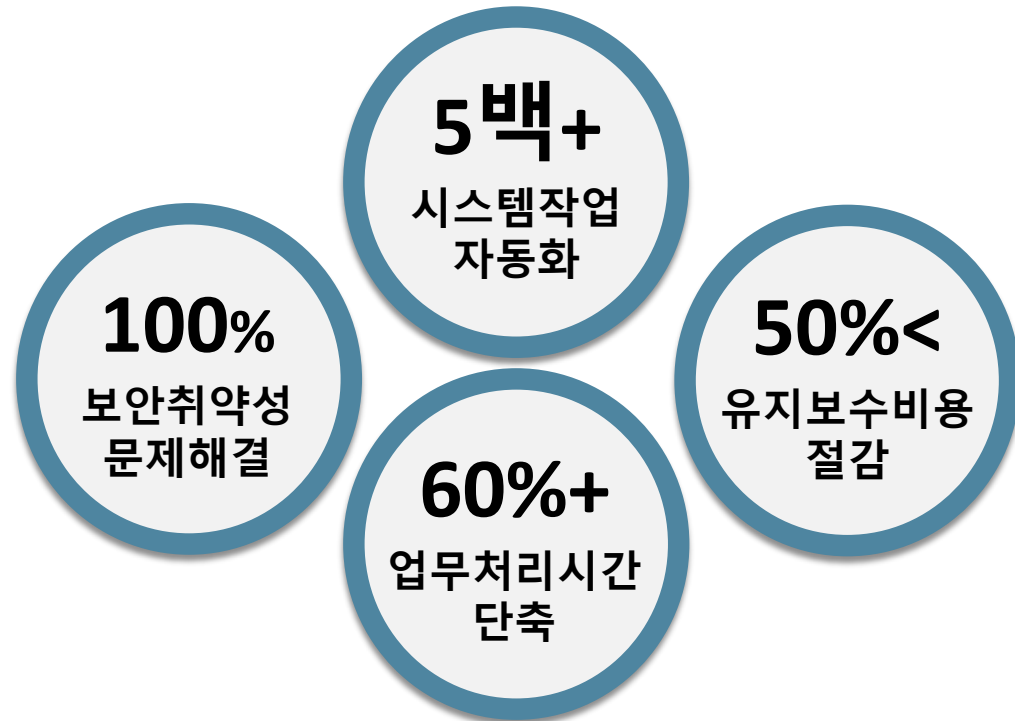 5백+
시스템작업
자동화
100%
보안취약성
문제해결
50%<
유지보수비용
절감
60%+
업무처리시간
단축